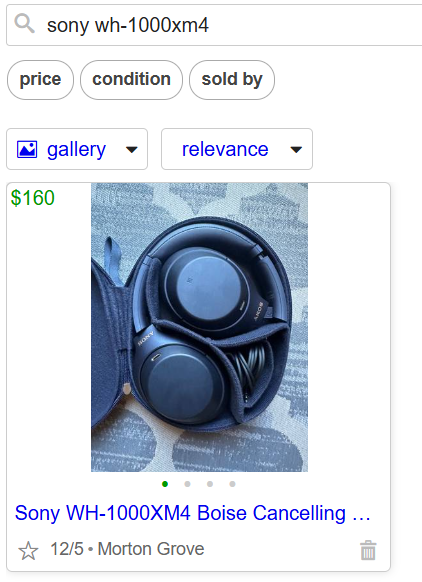 sony wh-1000xm4
price condition sold by
gallery relevance
$160
SONY
SONY
Sony WH-1000XM4 Boise Cancelling ...
12/5 • Morton Grove